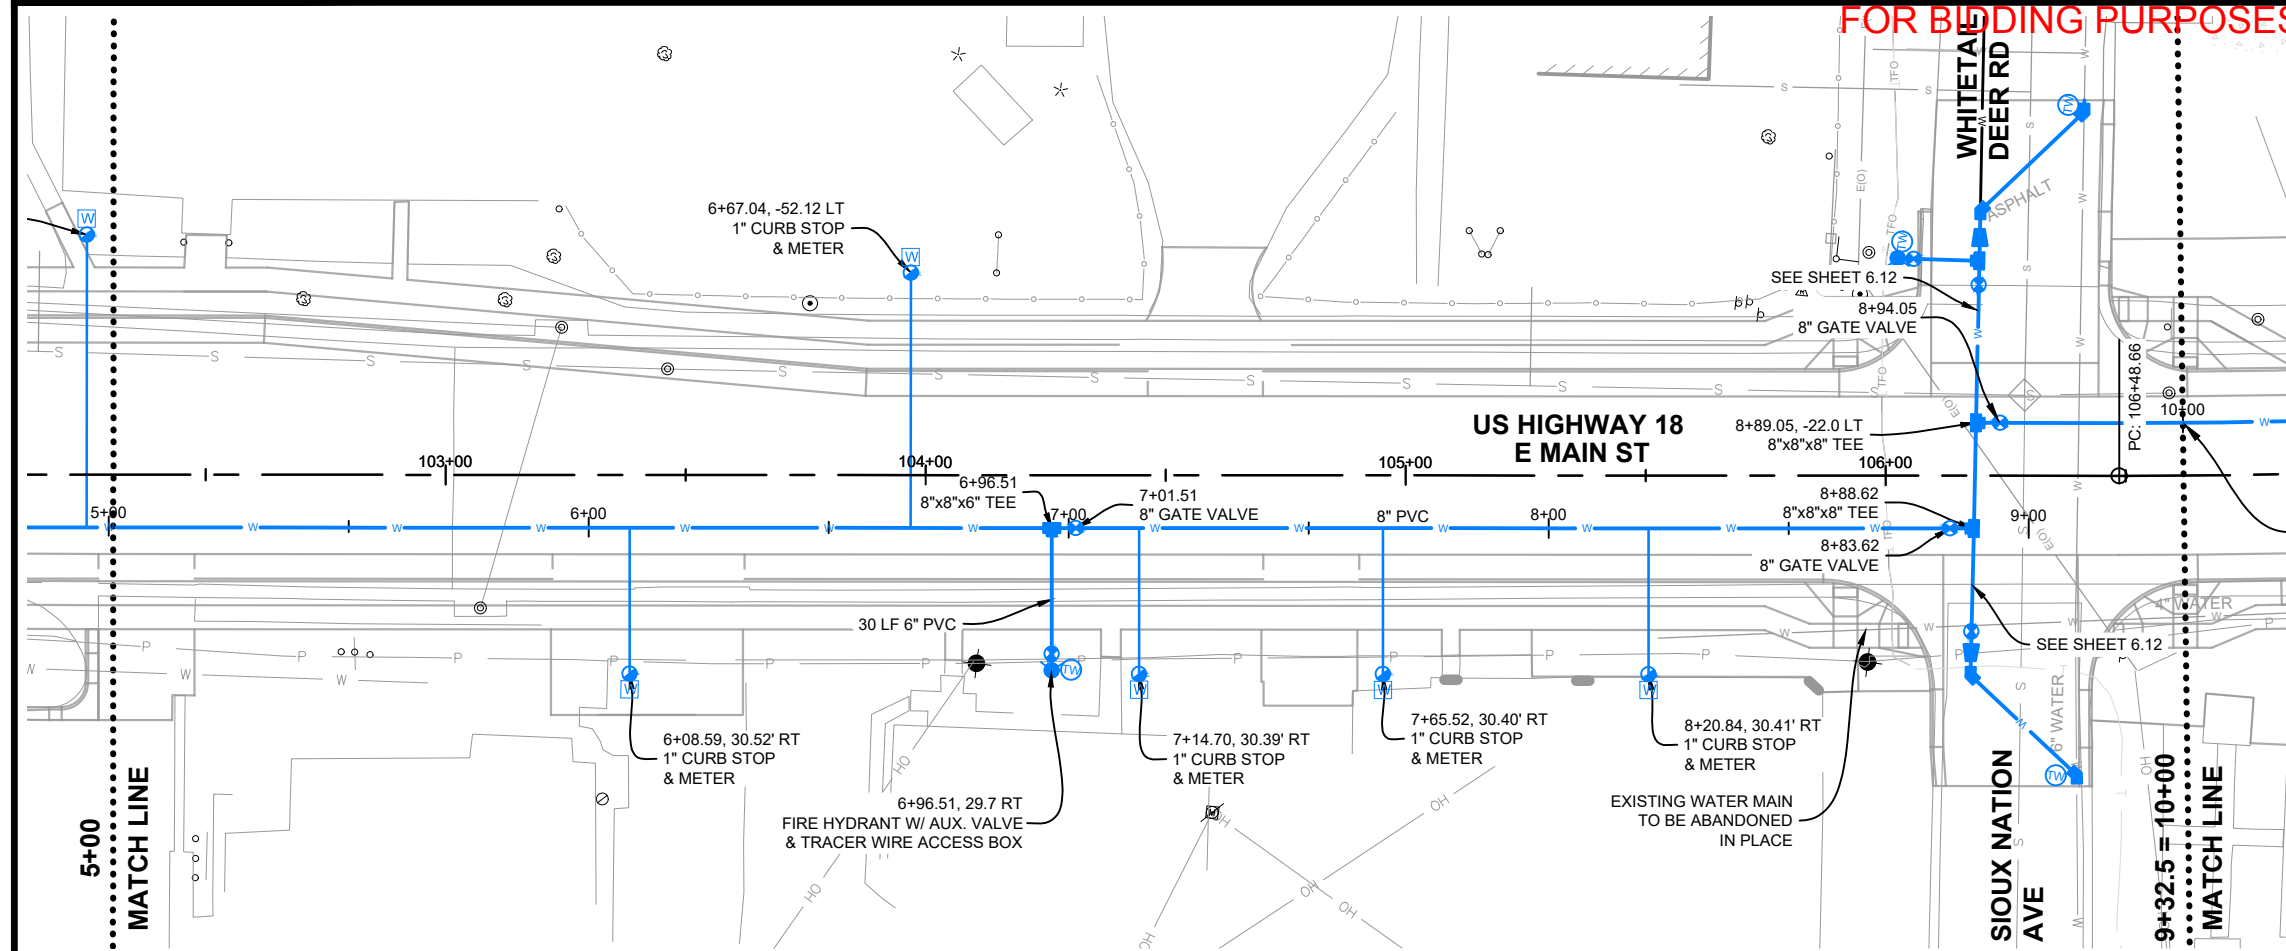 FOR BIDDING PURPOSES
WHITETAIL
DEER RD
ASPHALT
6+67.04, -52.12 LT
1" CURB STOP
& METER
SEE SHEET 6.12
8+94.05
8" GATE VALVE
PC: 106+48.66
US HIGHWAY 18
E MAIN ST
8+89.05, -22.0 LT
8"x8"x8" TEE
10+00
103+00
104+00
105+00
106+00
6+96.51
8"x8"x6" TEE
7+01.51
8" GATE VALVE
8+88.62
8"x8"x8" TEE
5+00
6+00
7+00
8" PVC
8+00
9+00
8+83.62
8" GATE VALVE
30 LF 6" PVC
4" WATER
SEE SHEET 6.12
6" WATER
6+08.59, 30.52' RT
1" CURB STOP
& METER
7+14.70, 30.39' RT
1" CURB STOP
& METER
7+65.52, 30.40' RT
1" CURB STOP
& METER
8+20.84, 30.41' RT
1" CURB STOP
& METER
6+96.51, 29.7 RT
FIRE HYDRANT W/ AUX. VALVE
& TRACER WIRE ACCESS BOX
EXISTING WATER MAIN
TO BE ABANDONED
IN PLACE
5+00
MATCH LINE
SIOUX NATION
AVE
9+32.5 = 10+00
MATCH LINE